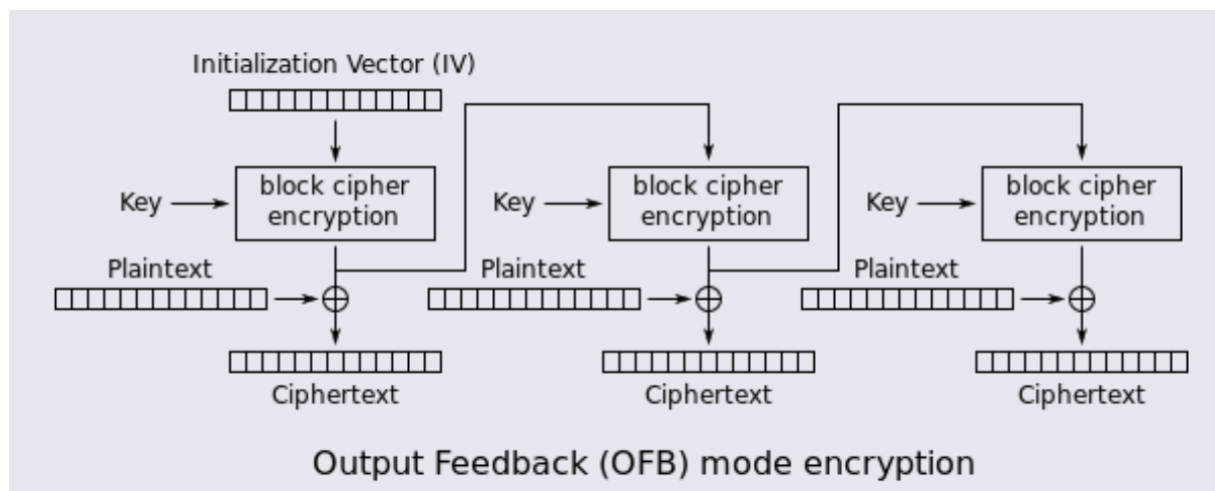 Initialization Vector (IV)
Key
block cipher
encryption
Key
block cipher
encryption
Key
block cipher
encryption
Plaintext
Plaintext
Plaintext
Ciphertext
Ciphertext
Ciphertext
Output Feedback (OFB) mode encryption